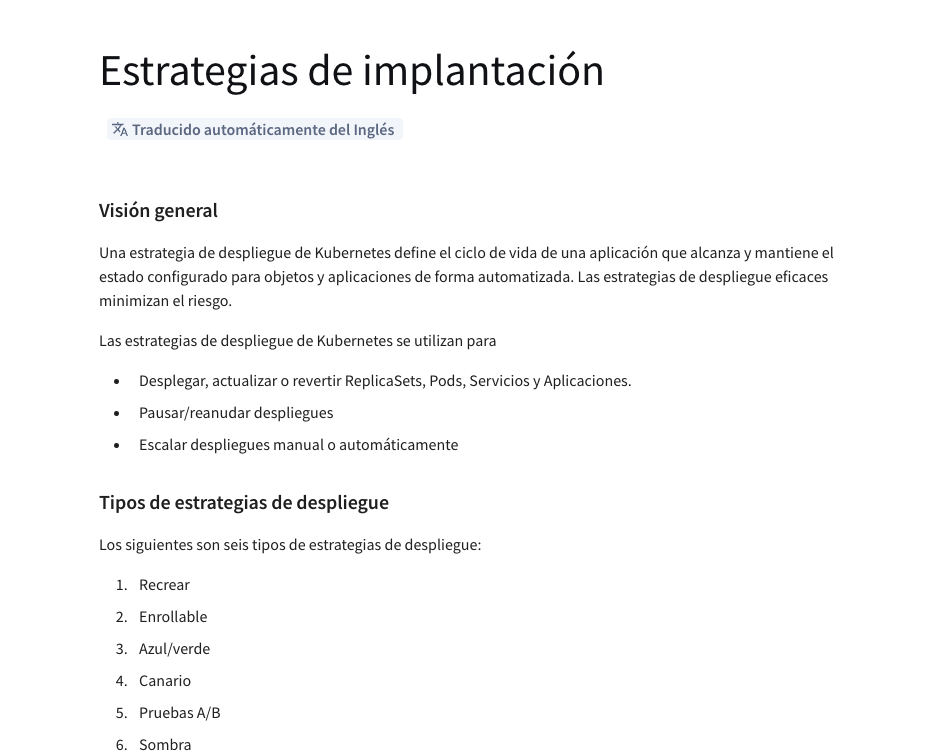 Estrategias de implantación
Traducido automáticamente del Inglés
Visión general
Una estrategia de despliegue de Kubernetes define el ciclo de vida de una aplicación que alcanza y mantiene el
estado configurado para objetos y aplicaciones de forma automatizada. Las estrategias de despliegue eficaces
minimizan el riesgo.
Las estrategias de despliegue de Kubernetes se utilizan para
• Desplegar, actualizar o revertir ReplicaSets, Pods, Servicios y Aplicaciones.
• Pausar/reanudar despliegues
• Escalar despliegues manual o automáticamente
Tipos de estrategias de despliegue
Los siguientes son seis tipos de estrategias de despliegue:
1. Recrear
2. Enrollable
3. Azul/verde
4. Canario
5. Pruebas A/B
6. Sombra